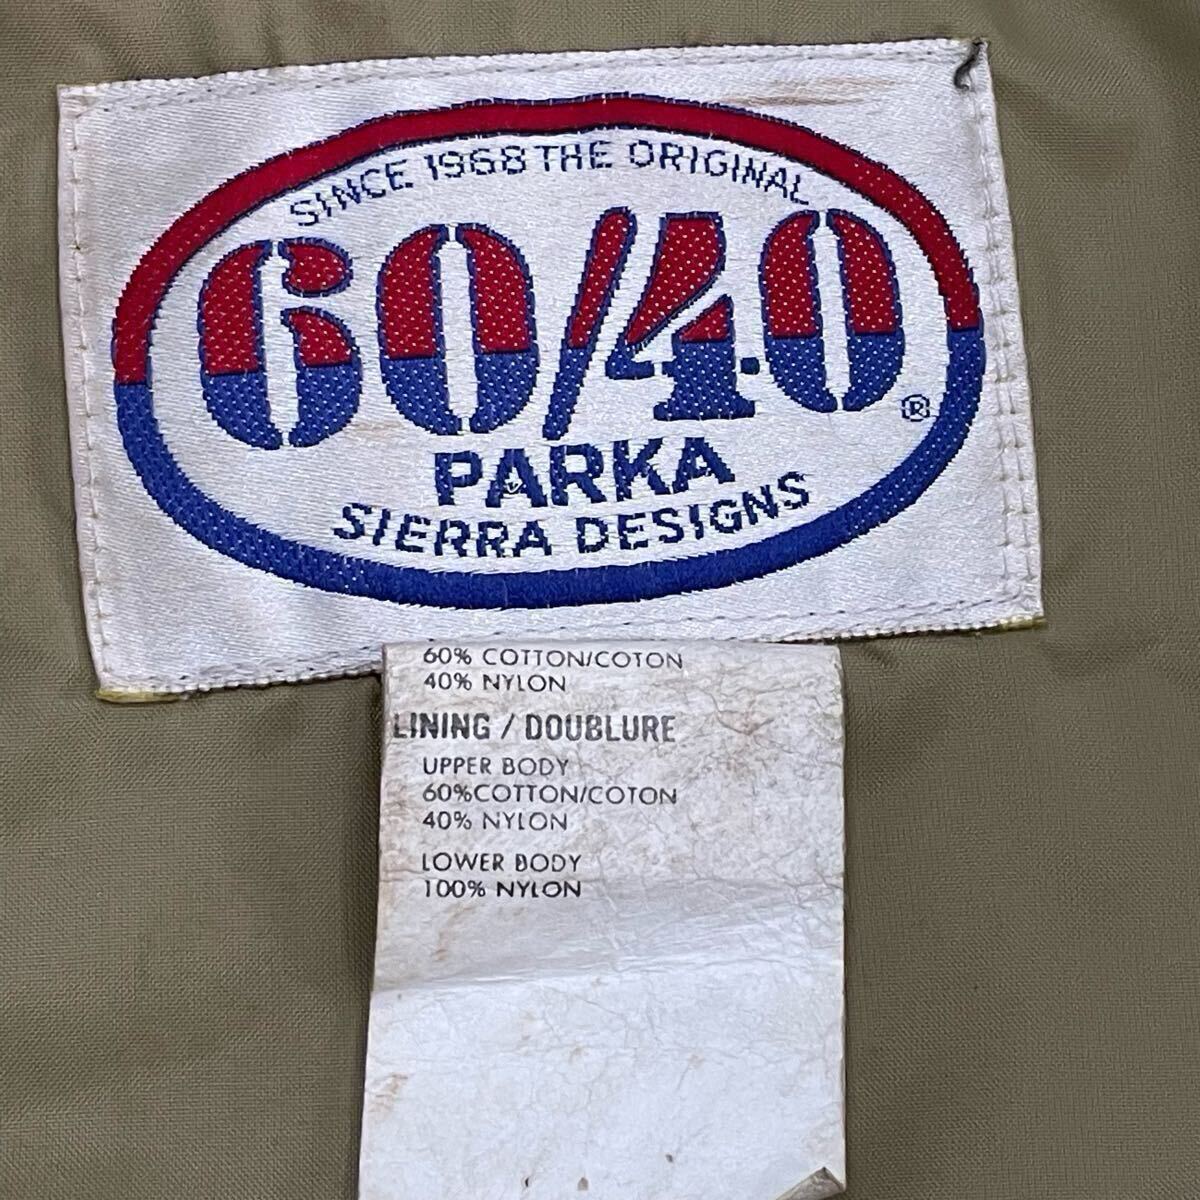 SINCE 1968 THE ORIGINAL
60/40 ®
PARKA
SIERRA DESIGNS
60% COTTON/COTON
40% NYLON
LINING / DOUBLURE
UPPER BODY
60%COTTON/COTON
40% NYLON
LOWER BODY
100% NYLON